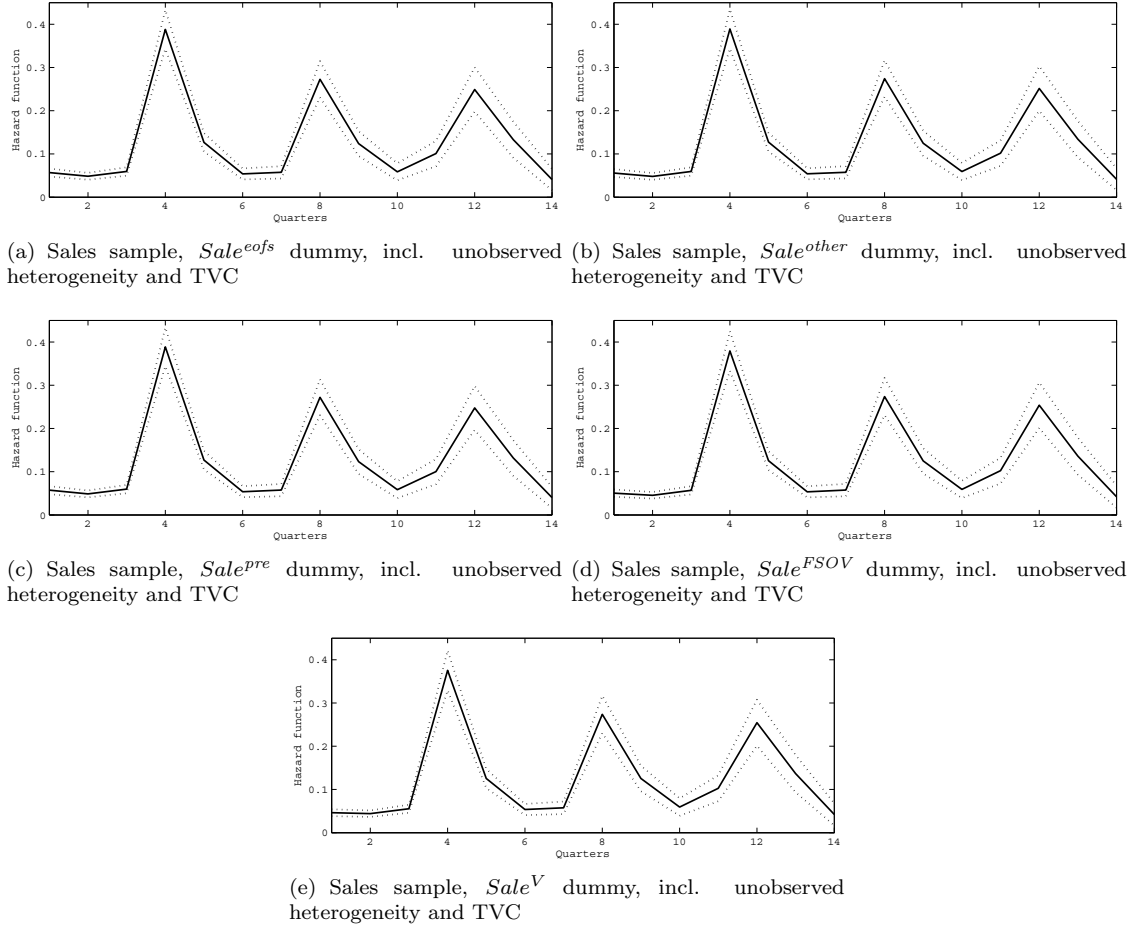 0.4
0.3
0.2
0.1
0
Hazard function
2 4 6 8 10 12 14
Quarters
(a) Sales sample, Sale^eofs dummy, incl. unobserved
heterogeneity and TVC
0.4
0.3
0.2
0.1
0
Hazard function
2 4 6 8 10 12 14
Quarters
(b) Sales sample, Sale^other dummy, incl. unobserved
heterogeneity and TVC
0.4
0.3
0.2
0.1
0
Hazard function
2 4 6 8 10 12 14
Quarters
(c) Sales sample, Sale^pre dummy, incl. unobserved
heterogeneity and TVC
0.4
0.3
0.2
0.1
0
Hazard function
2 4 6 8 10 12 14
Quarters
(d) Sales sample, Sale^FSOV dummy, incl. unobserved
heterogeneity and TVC
0.4
0.3
0.2
0.1
0
Hazard function
2 4 6 8 10 12 14
Quarters
(e) Sales sample, Sale^V dummy, incl. unobserved
heterogeneity and TVC